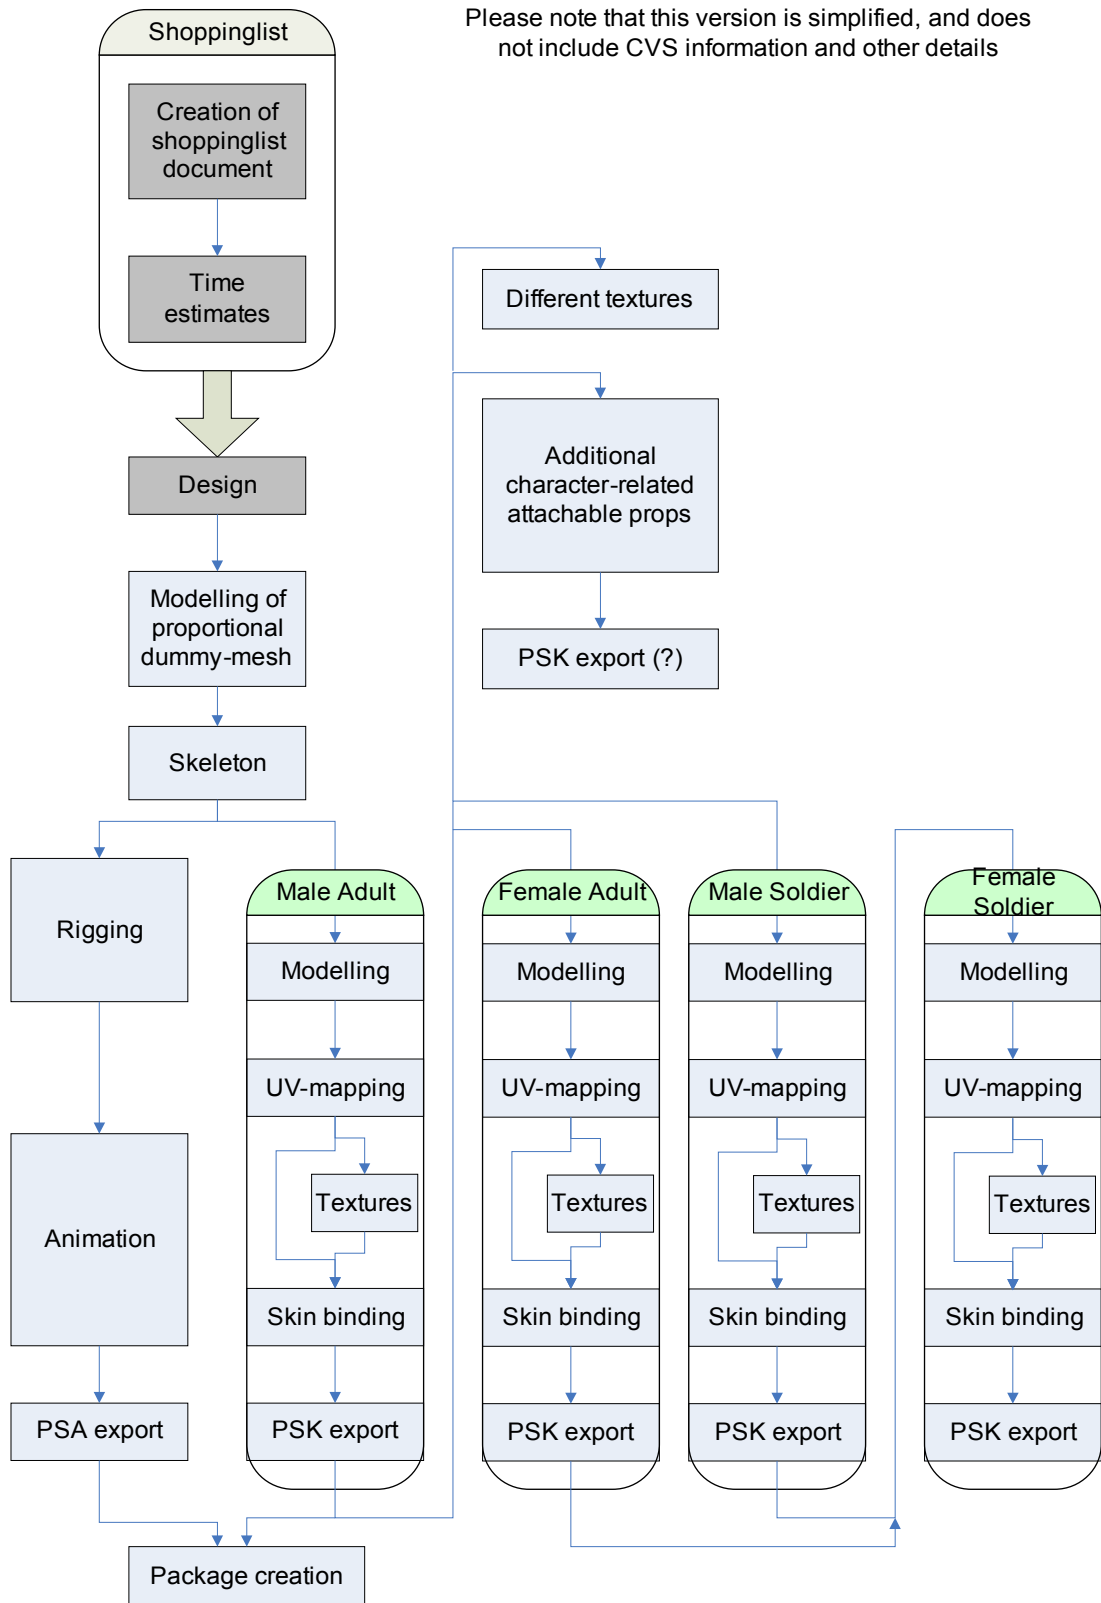 Please note that this version is simplified, and does
not include CVS information and other details
Shoppinglist
Creation of
shoppinglist
document
Time
estimates
Design
Modelling of
proportional
dummy-mesh
Skeleton
Different textures
Additional
character-related
attachable props
PSK export (?)
Rigging
Animation
PSA export
Male Adult
Modelling
UV-mapping
Textures
Skin binding
PSK export
Female Adult
Modelling
UV-mapping
Textures
Skin binding
PSK export
Male Soldier
Modelling
UV-mapping
Textures
Skin binding
PSK export
Female
Soldier
Modelling
UV-mapping
Textures
Skin binding
PSK export
Package creation